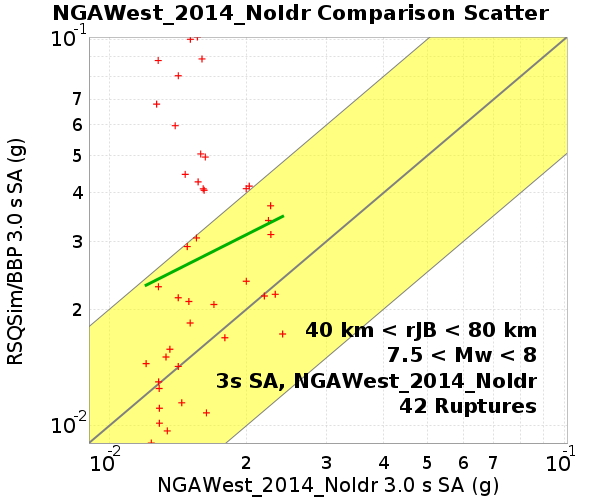 NGAWest_2014_NoIdr Comparison Scatter
RSQSim/BBP 3.0 s SA (g)
10^-1
7
6
5
4
3
2
10^-2
40 km < rJB < 80 km
7.5 < Mw < 8
3s SA, NGAWest_2014_NoIdr
42 Ruptures
10^-2 2 3 4 5 6 7 10^-1
NGAWest_2014_NoIdr 3.0 s SA (g)